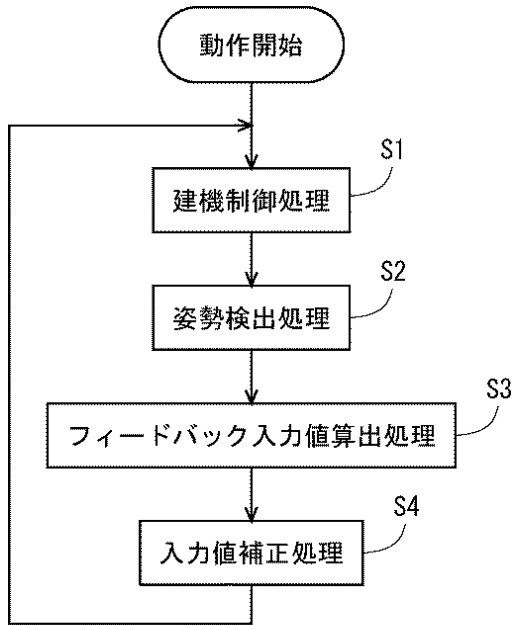 動作開始
S1
建機制御処理
S2
姿勢検出処理
S3
フィードバック入力値算出処理
S4
入力値補正処理